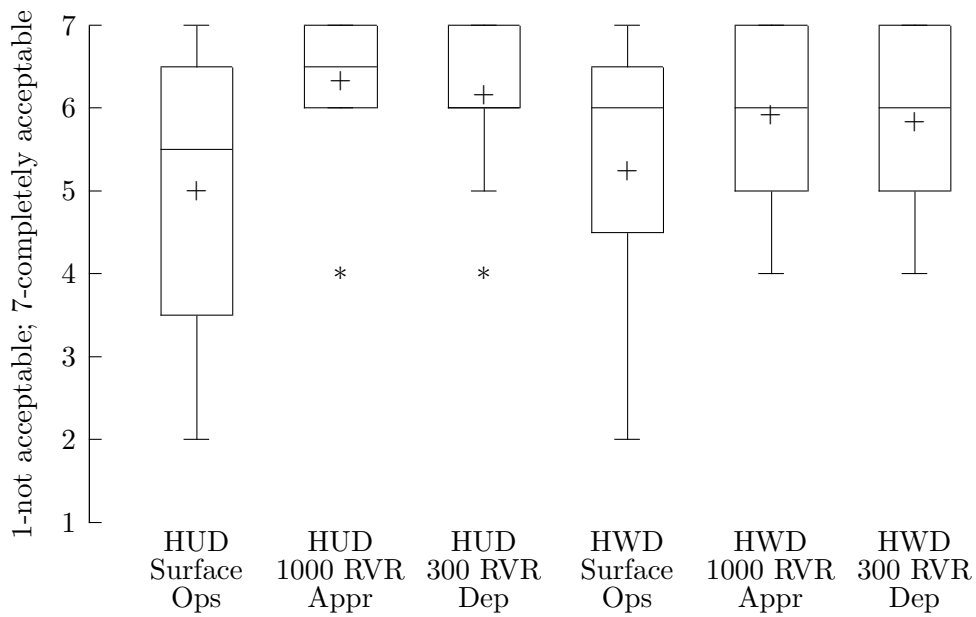 1-not acceptable; 7-completely acceptable
7
6
5
4
3
2
1
HUD
Surface
Ops
HUD
1000 RVR
Appr
HUD
300 RVR
Dep
HWD
Surface
Ops
HWD
1000 RVR
Appr
HWD
300 RVR
Dep